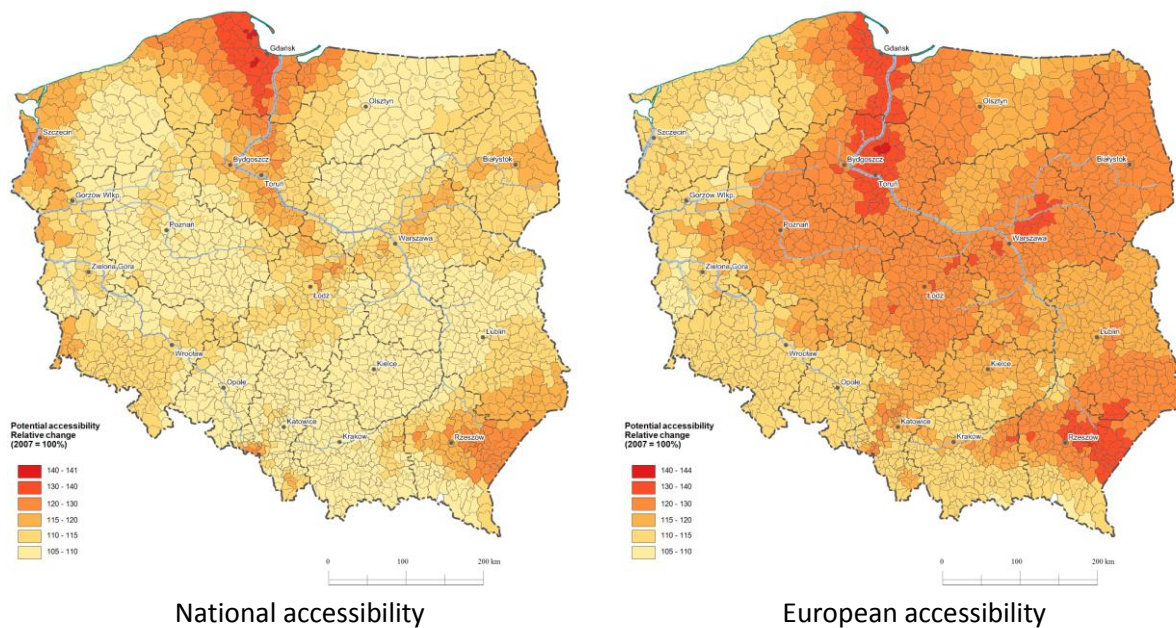 Gdańsk
Olsztyn
Szczecin
Białystok
Bydgoszcz
Toruń
Gorzów Wlkp.
Poznań
Warszawa
Zielona Góra
Łódź
Lublin
Wrocław
Kielce
Opole
Katowice
Kraków
Rzeszów
Potencial accessibility
Relative change
(2007 = 100%)
140 - 141
130 - 140
120 - 130
115 - 120
110 - 115
105 - 110
0 100 200 km
National accessibility
Gdańsk
Olsztyn
Szczecin
Białystok
Bydgoszcz
Toruń
Gorzów Wlkp.
Poznań
Warszawa
Zielona Góra
Łódź
Lublin
Wrocław
Kielce
Opole
Katowice
Kraków
Rzeszów
Potential accessibility
Relative change
(2007 = 100%)
140 - 144
130 - 140
120 - 130
115 - 120
110 - 115
105 - 110
0 100 200 km
European accessibility